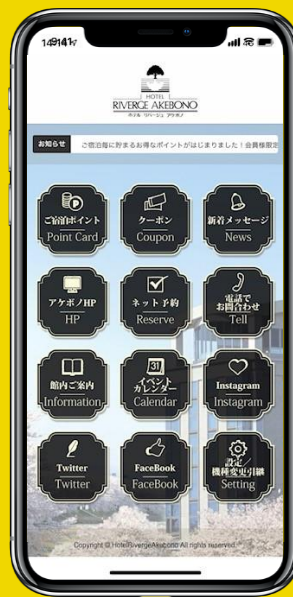 HOTEL
RIVERGE AKEBONO
ホテル リバージュ アケボノ
お知らせ ご宿泊毎に貯まるお得なポイントがはじまりました！会員様限定
ご宿泊ポイント
Point Card
クーポン
Coupon
新着メッセージ
News
アケボノHP
HP
ネット予約
Reserve
電話で
お問合わせ
Tell
館内ご案内
Information
31
イベント
カレンダー
Calendar
Instagram
Instagram
Twitter
Twitter
FaceBook
FaceBook
設定／
機種変更引継
Setting
Copyright © HotelRivergeAkebono All rights reserved.